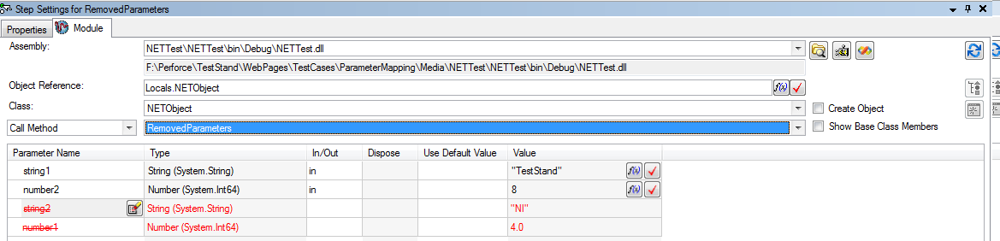 Step Settings for RemovedParameters
Properties Module
Assembly: NETTest\NETTest\bin\Debug\NETTest.dll
F:\Perforce\TestStand\WebPages\TestCases\ParameterMapping\Media\NETTest\NETTest\bin\Debug\NETTest.dll
Object Reference: Locals.NETObject f(x)
Class: NETObject Create Object
Call Method RemovedParameters Show Base Class Members
Parameter Name Type In/Out Dispose Use Default Value Value
string1 String (System.String) in "TestStand" f(x)
number2 Number (System.Int64) in 8 f(x)
string2 String (System.String) "NI"
number1 Number (System.Int64) 4.0